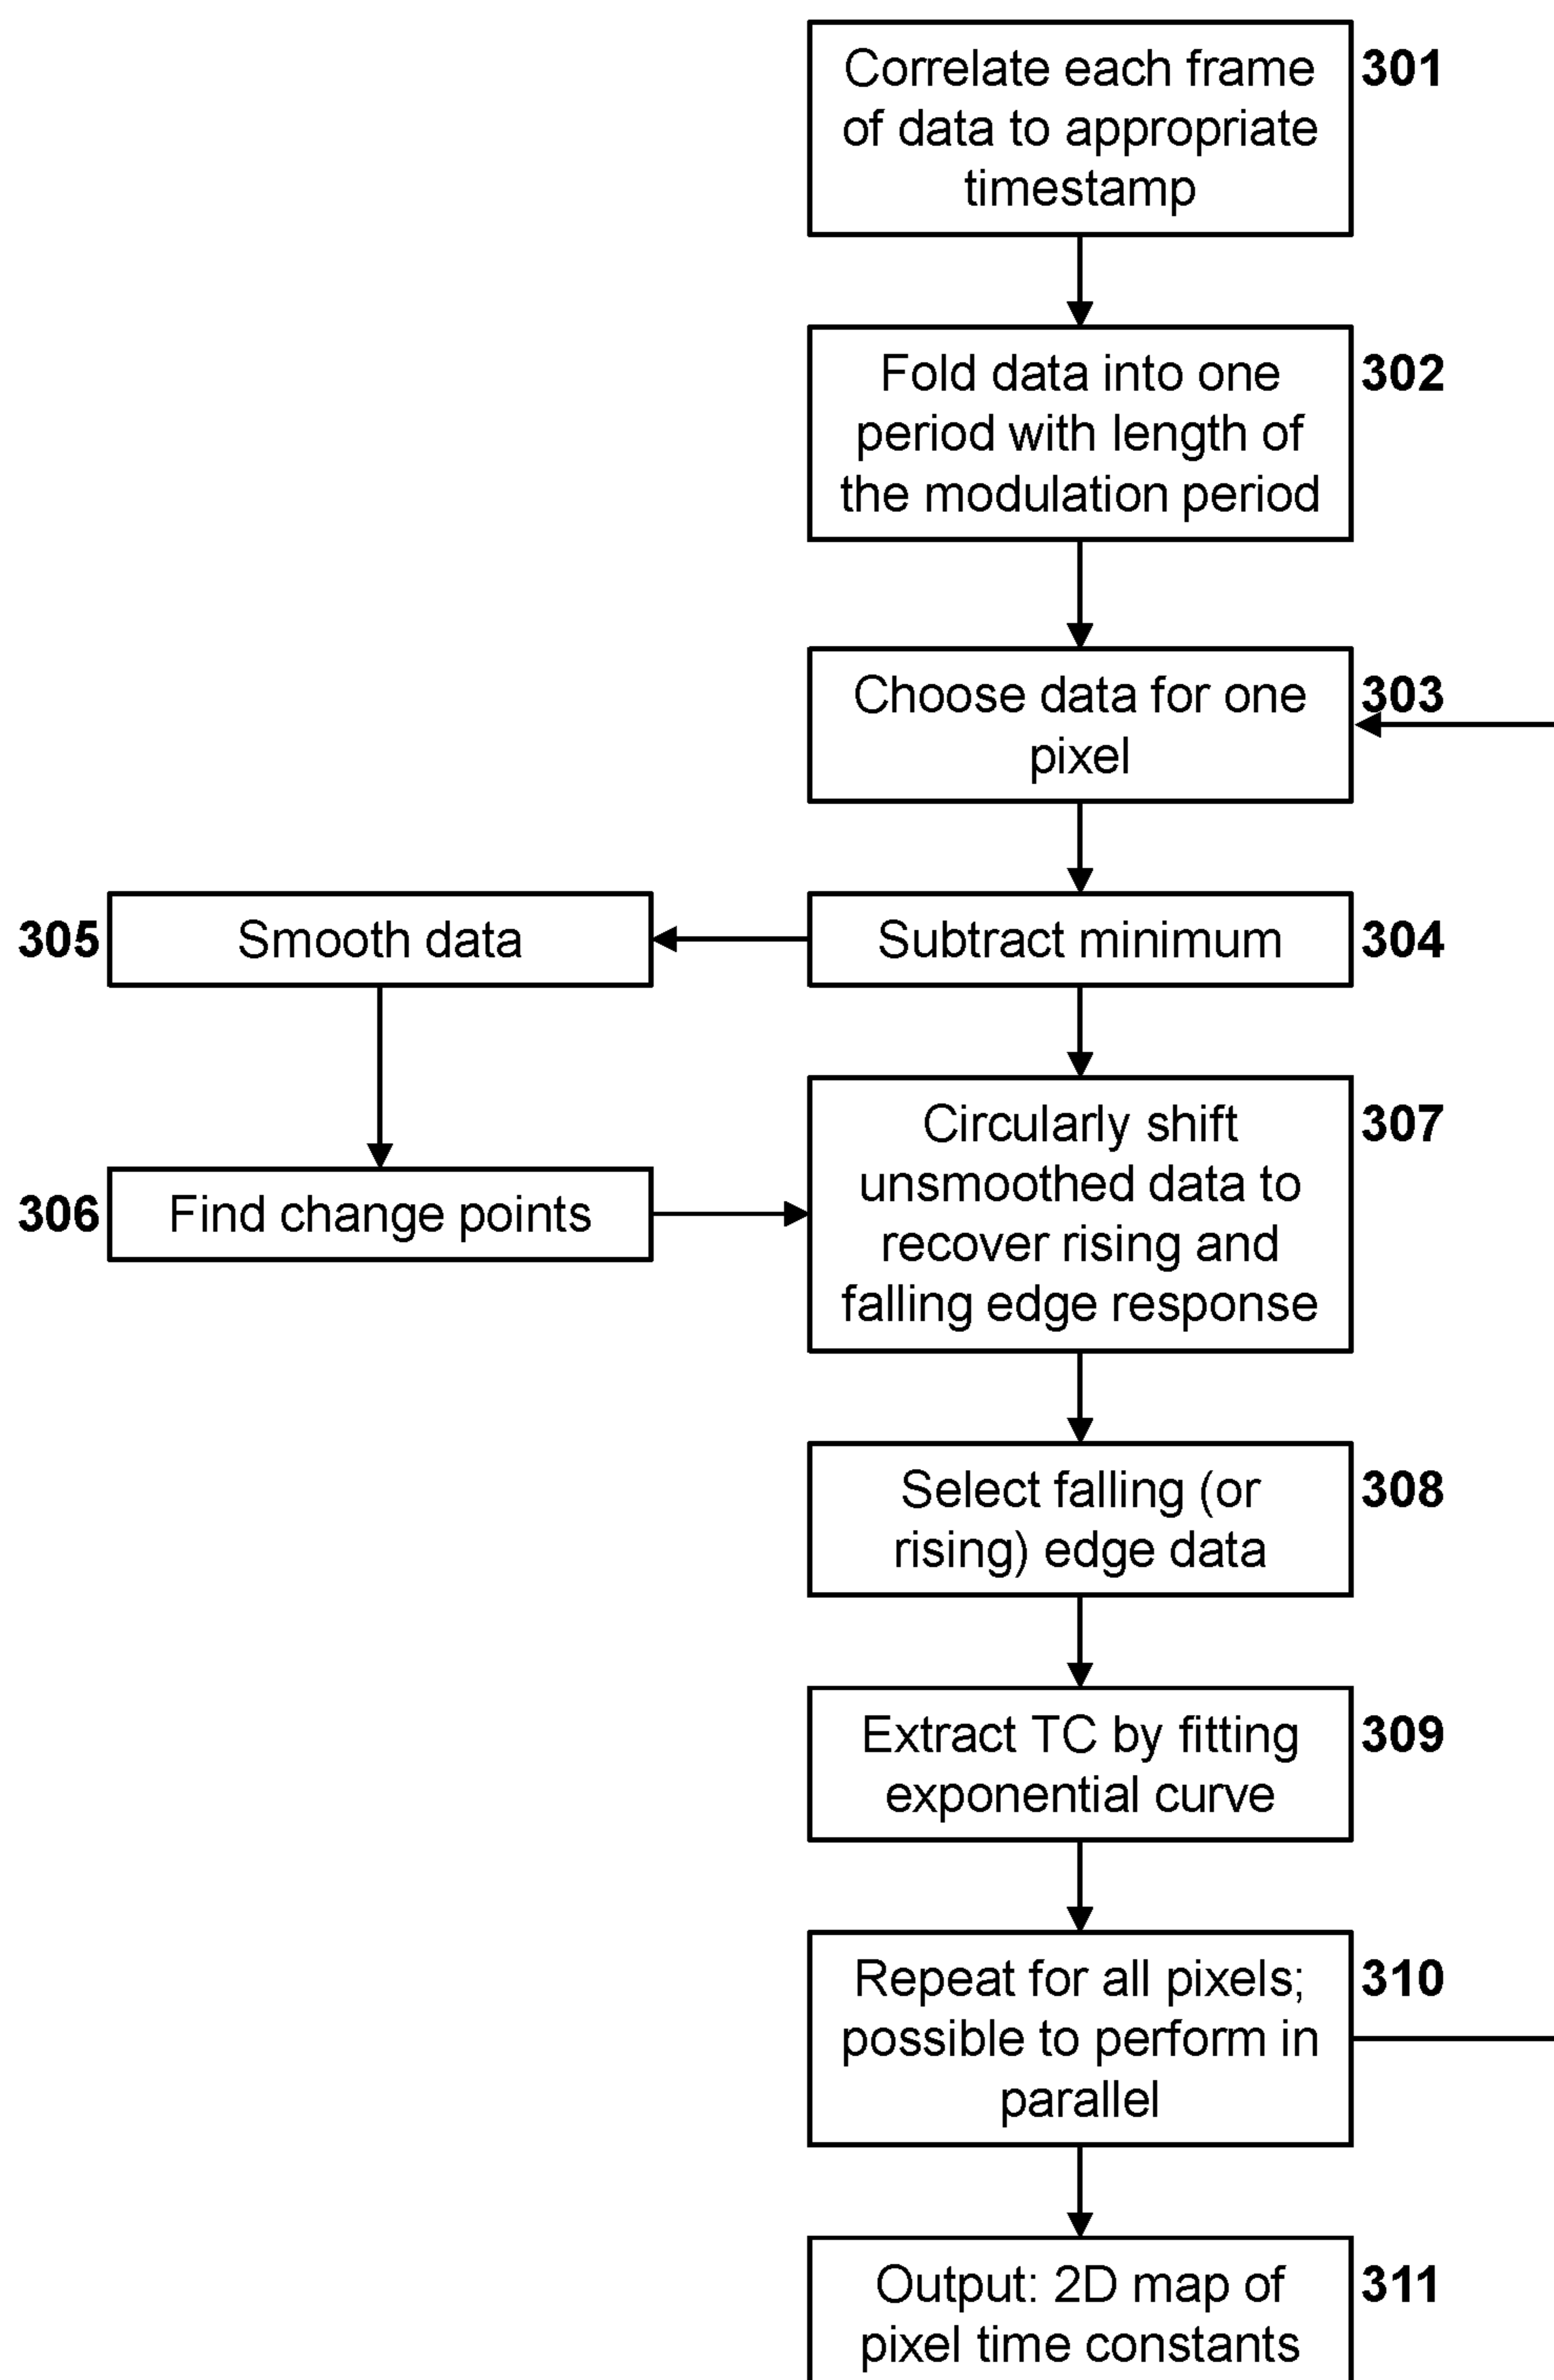 Correlate each frame
of data to appropriate
timestamp
301
Fold data into one
period with length of
the modulation period
302
Choose data for one
pixel
303
305
Smooth data
Subtract minimum
304
306
Find change points
Circularly shift
unsmoothed data to
recover rising and
falling edge response
307
Select falling (or
rising) edge data
308
Extract TC by fitting
exponential curve
309
Repeat for all pixels;
possible to perform in
parallel
310
Output: 2D map of
pixel time constants
311